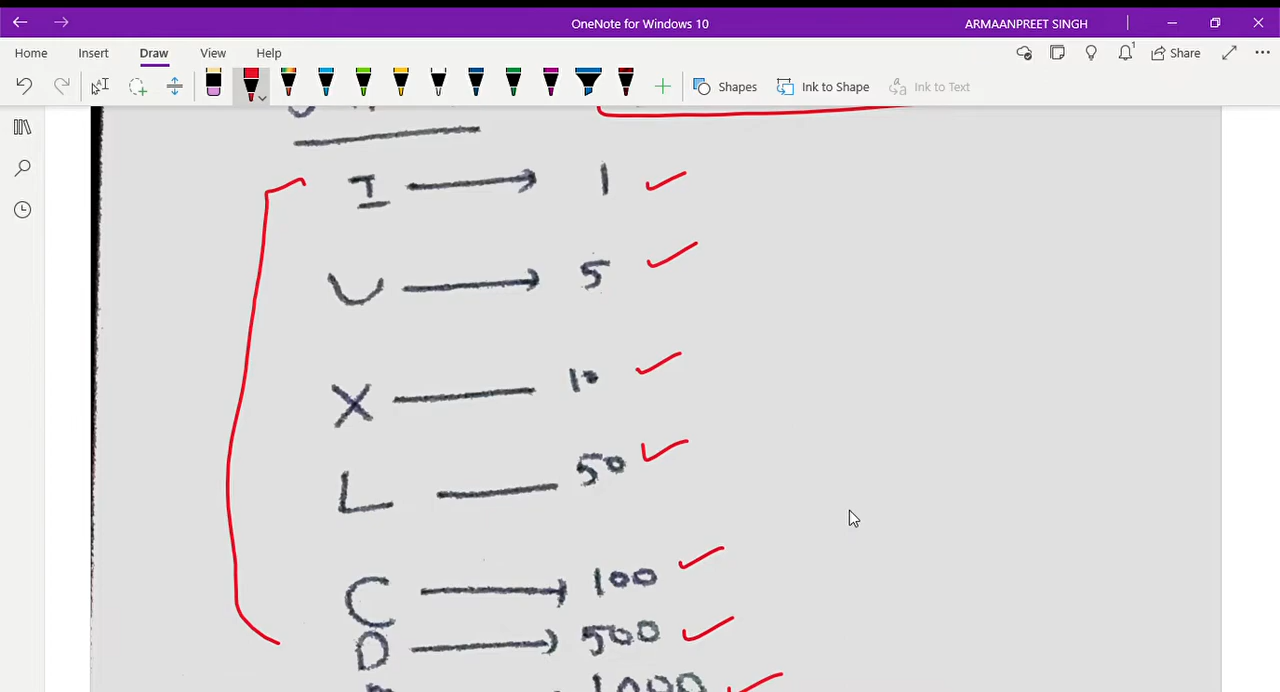 OneNote for Windows 10
ARMAANPREET SINGH
Home Insert Draw View Help
Share
Shapes
Ink to Shape
Ink to Text
I → 1 ✓
V → 5 ✓
X — 10 ✓
L — 50 ✓
C → 100 ✓
D → 500 ✓
1000 ✓